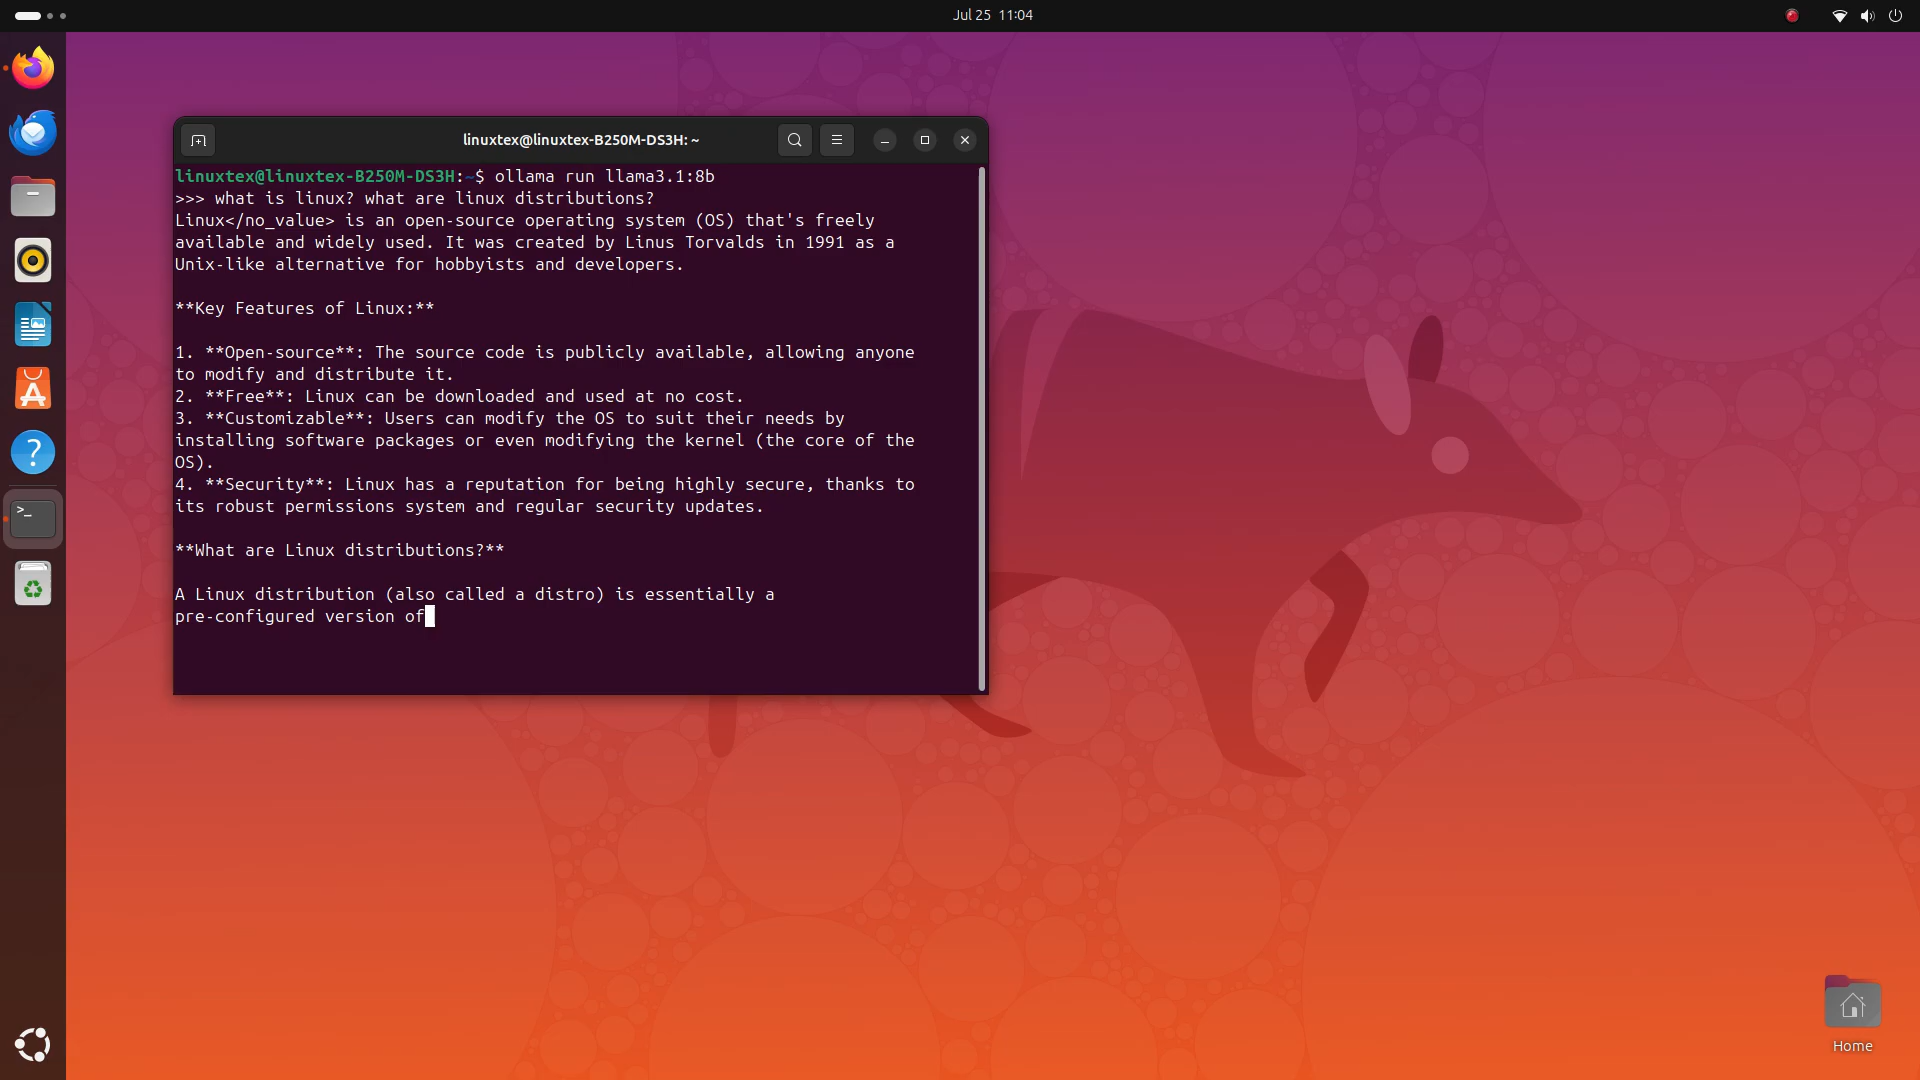 Jul 25 11:04
linuxtex@linuxtex-B250M-DS3H: ~
linuxtex@linuxtex-B250M-DS3H:~$ ollama run llama3.1:8b
>>> what is linux? what are linux distributions?
Linux</no_value> is an open-source operating system (OS) that's freely
available and widely used. It was created by Linus Torvalds in 1991 as a
Unix-like alternative for hobbyists and developers.
**Key Features of Linux:**
1. **Open-source**: The source code is publicly available, allowing anyone
to modify and distribute it.
2. **Free**: Linux can be downloaded and used at no cost.
3. **Customizable**: Users can modify the OS to suit their needs by
installing software packages or even modifying the kernel (the core of the
OS).
4. **Security**: Linux has a reputation for being highly secure, thanks to
its robust permissions system and regular security updates.
**What are Linux distributions?**
A Linux distribution (also called a distro) is essentially a
pre-configured version of
Home